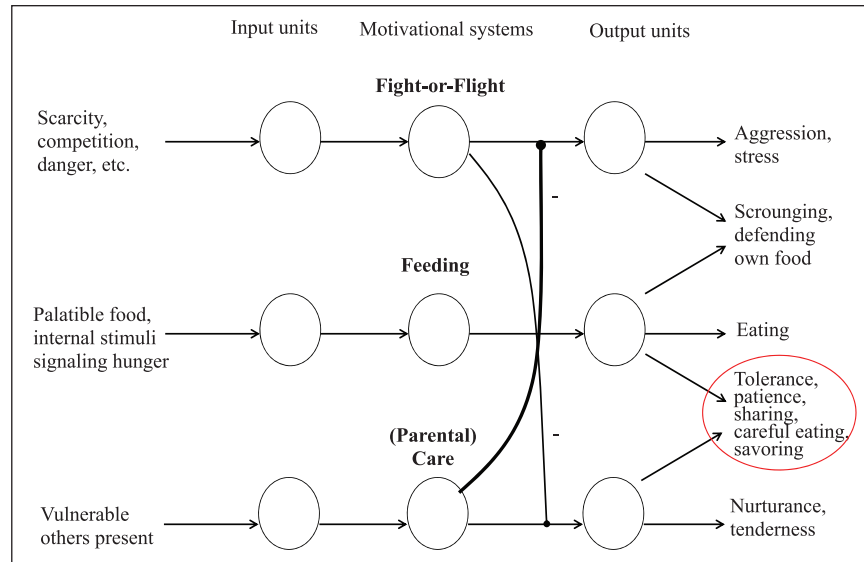 Input units
Motivational systems
Output units
Fight-or-Flight
Scarcity,
competition,
danger, etc.
Aggression,
stress
-
Scrounging,
defending
own food
Feeding
Palatible food,
internal stimuli
signaling hunger
Eating
Tolerance,
patience,
sharing,
careful eating,
savoring
-
(Parental)
Care
Vulnerable
others present
Nurturance,
tenderness